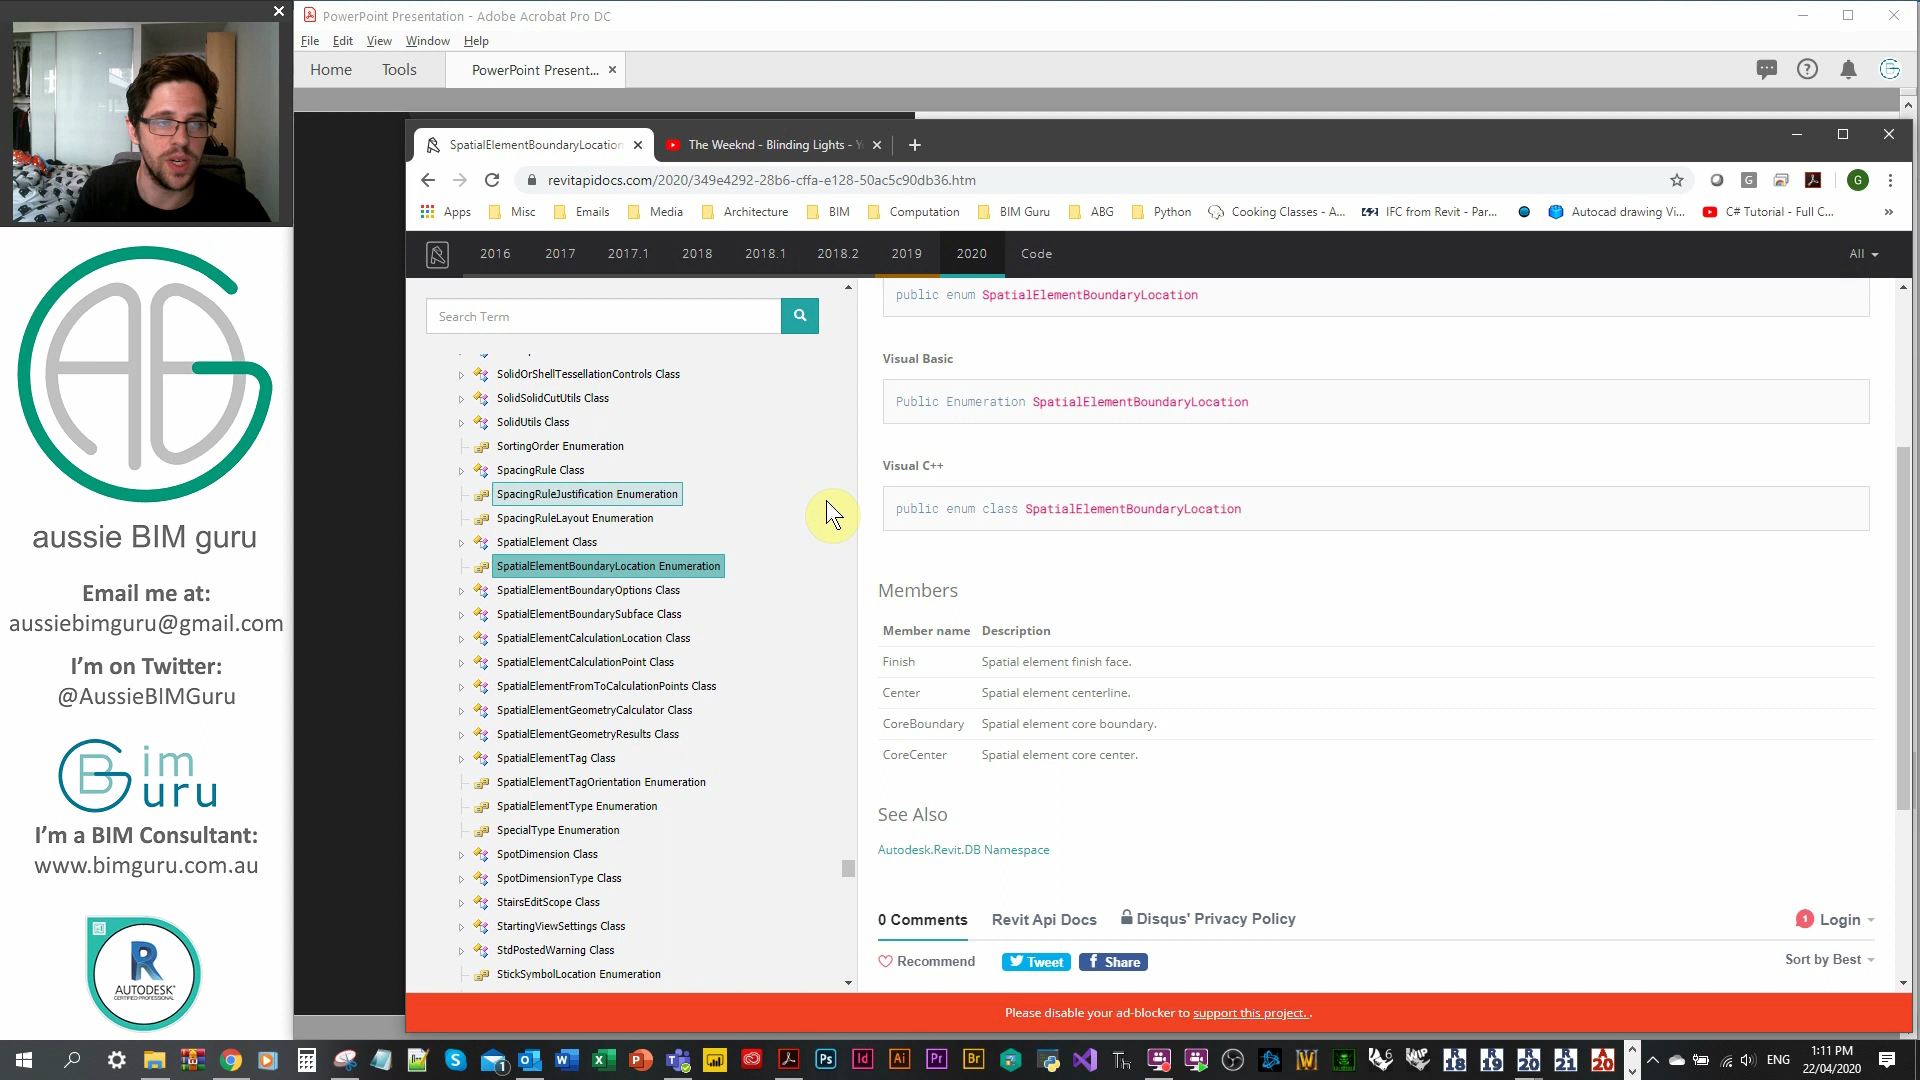 PowerPoint Presentation - Adobe Acrobat Pro DC
File Edit View Window Help
Home Tools PowerPoint Present...
SpatialElementBoundaryLocation
The Weeknd - Blinding Lights - Y
revitapidocs.com/2020/349e4292-28b6-cffa-e128-50ac5c90db36.htm
G
Apps Misc Emails Media Architecture BIM Computation BIM Guru ABG Python Cooking Classes - A... IFC from Revit - Par... Autocad drawing Vi... C# Tutorial - Full C... »
2016 2017 2017.1 2018 2018.1 2018.2 2019 2020 Code All
Search Term
SolidOrShellTessellationControls Class
SolidSolidCutUtils Class
SolidUtils Class
SortingOrder Enumeration
SpacingRule Class
SpacingRuleJustification Enumeration
SpacingRuleLayout Enumeration
SpatialElement Class
SpatialElementBoundaryLocation Enumeration
SpatialElementBoundaryOptions Class
SpatialElementBoundarySubface Class
SpatialElementCalculationLocation Class
SpatialElementCalculationPoint Class
SpatialElementFromToCalculationPoints Class
SpatialElementGeometryCalculator Class
SpatialElementGeometryResults Class
SpatialElementTag Class
SpatialElementTagOrientation Enumeration
SpatialElementType Enumeration
SpecialType Enumeration
SpotDimension Class
SpotDimensionType Class
StairsEditScope Class
StartingViewSettings Class
StdPostedWarning Class
StickSymbolLocation Enumeration
public enum SpatialElementBoundaryLocation
Visual Basic
Public Enumeration SpatialElementBoundaryLocation
Visual C++
public enum class SpatialElementBoundaryLocation
Members
Member name Description
Finish Spatial element finish face.
Center Spatial element centerline.
CoreBoundary Spatial element core boundary.
CoreCenter Spatial element core center.
See Also
Autodesk.Revit.DB Namespace
0 Comments Revit Api Docs Disqus' Privacy Policy 1 Login
Recommend Tweet Share Sort by Best
Please disable your ad-blocker to support this project. .
aussie BIM guru
Email me at:
aussiebimguru@gmail.com
I'm on Twitter:
@AussieBIMGuru
BG im
uru
I'm a BIM Consultant:
www.bimguru.com.au
R
AUTODESK
CERTIFIED PROFESSIONAL
ENG
1:11 PM
22/04/2020